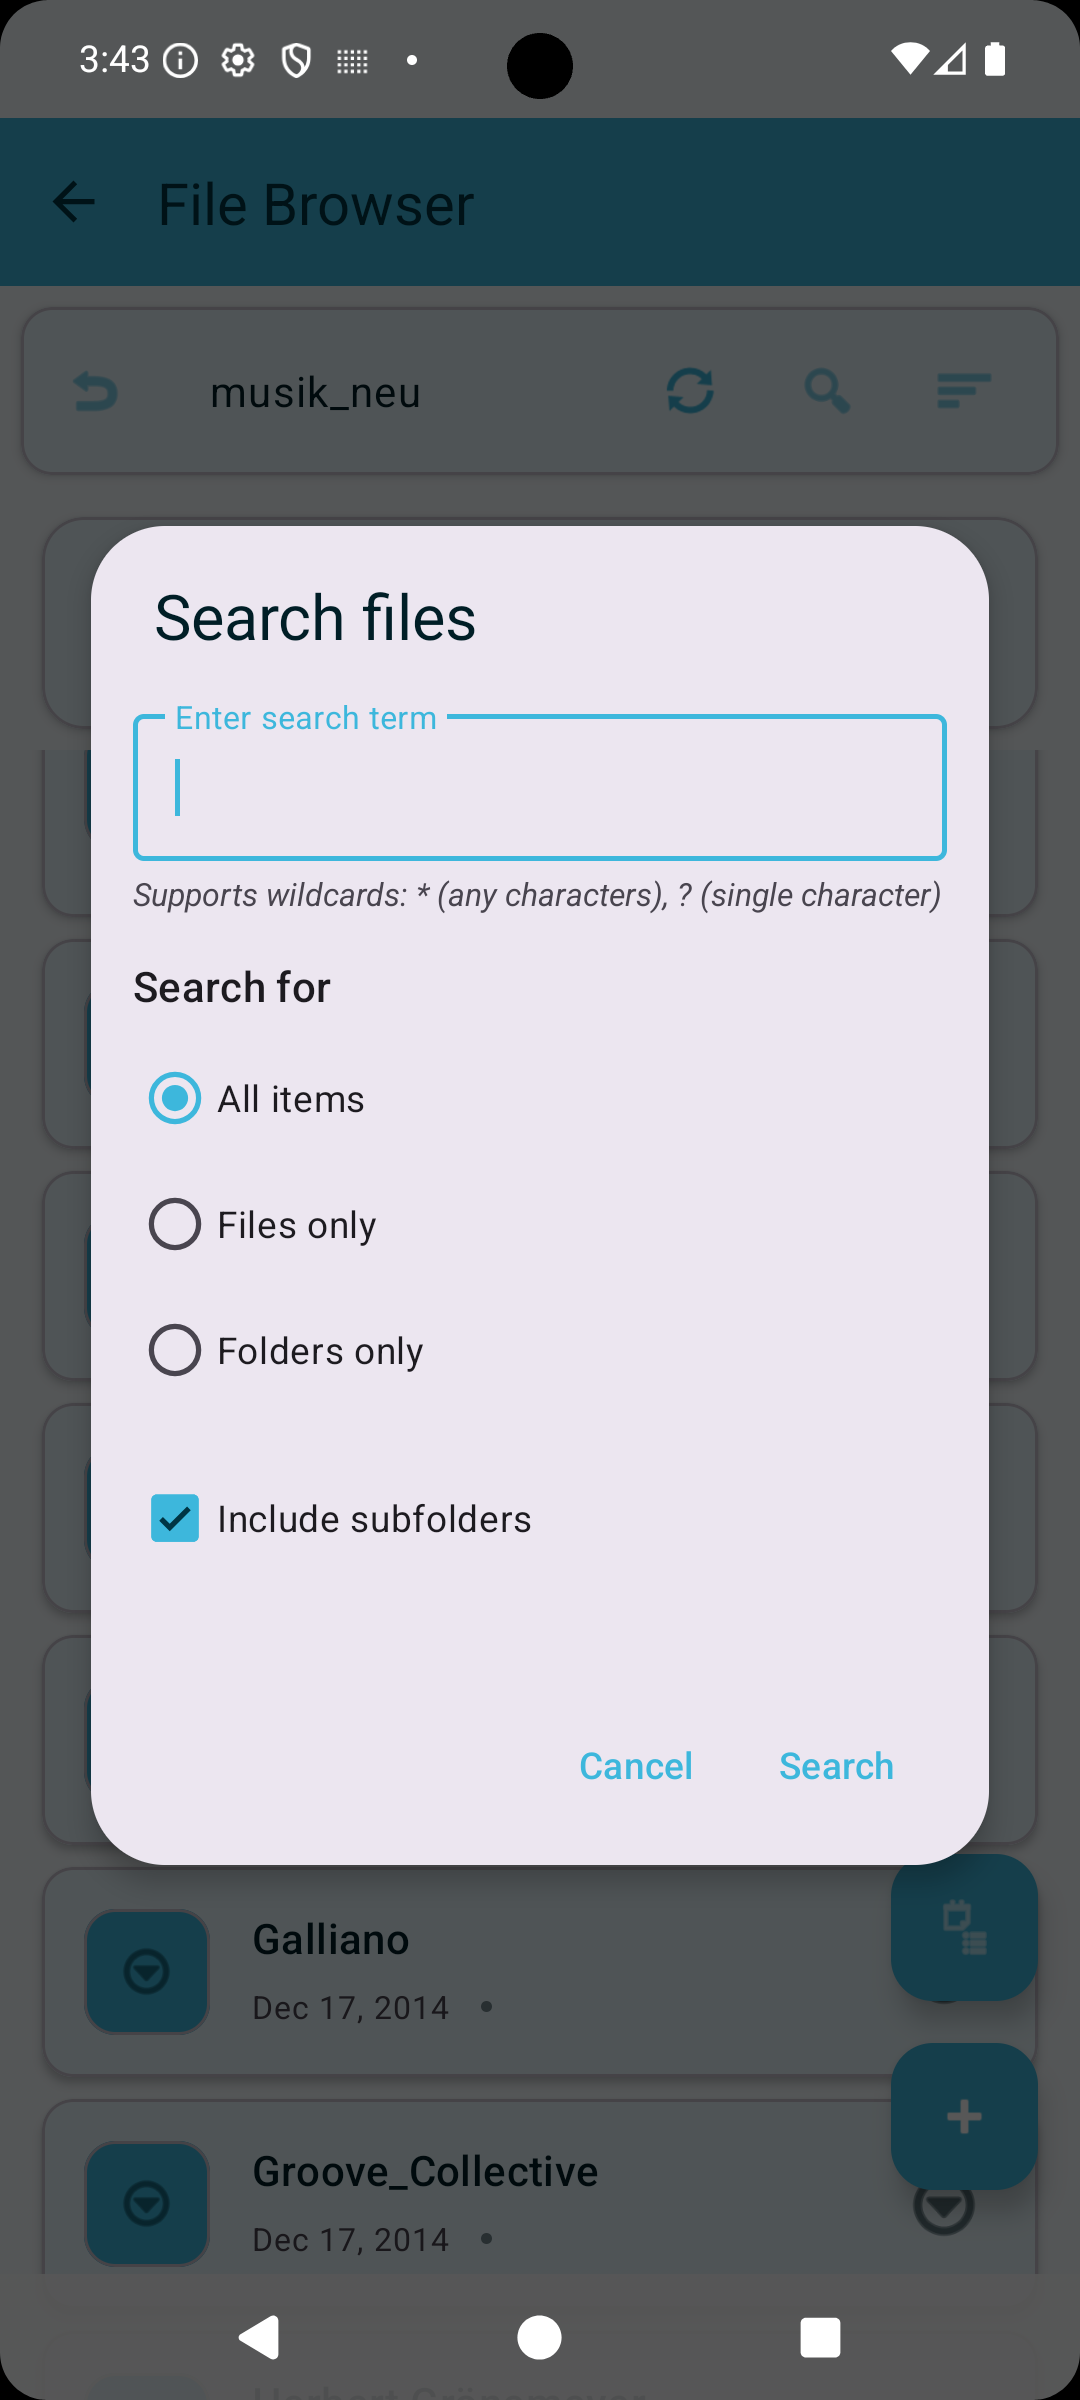 3:43
File Browser
musik_neu
Search files
Enter search term
Supports wildcards: * (any characters), ? (single character)
Search for
All items
Files only
Folders only
Include subfolders
Cancel
Search
Galliano
Dec 17, 2014 •
Groove_Collective
Dec 17, 2014 •